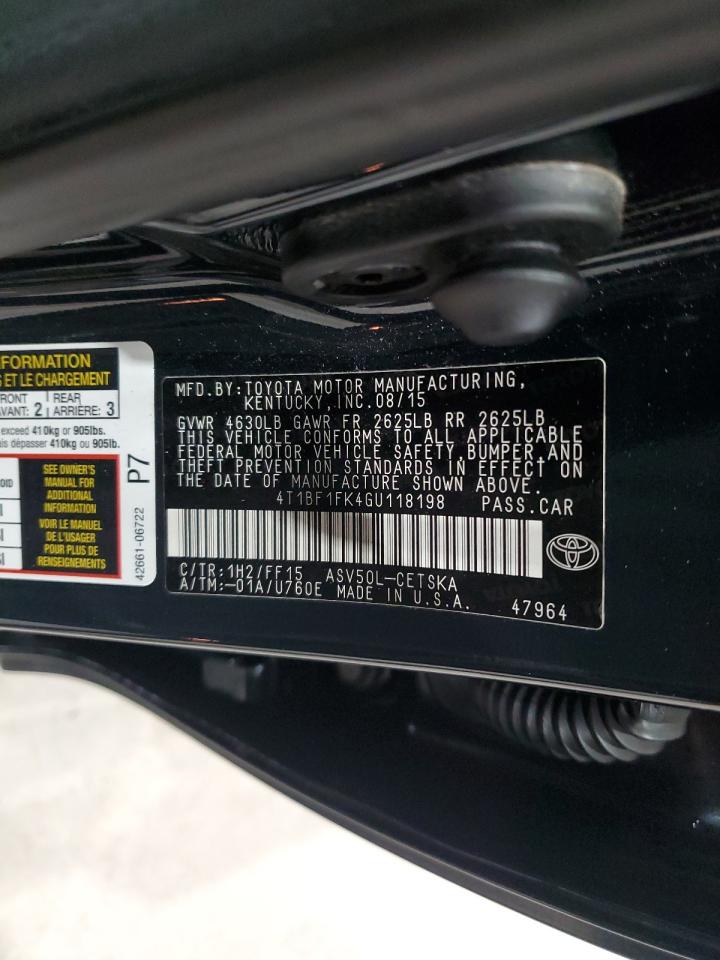 NFORMATION
S ET LE CHARGEMENT
FRONT
AVANT: 2
REAR
ARRIÈRE: 3
exceed 410kg or 905lbs.
is dépasser 410kg ou 905lb.
SEE OWNER'S
MANUAL FOR
ADDITIONAL
INFORMATION
VOIR LE MANUEL
DE L'USAGER
POUR PLUS DE
RENSEIGNEMENTS
P7
42661-06722
MFD.BY:TOYOTA MOTOR MANUFACTURING,
KENTUCKY,INC.08/15
GVWR 4630LB GAWR FR 2625LB RR 2625LB
THIS VEHICLE CONFORMS TO ALL APPLICABLE
FEDERAL MOTOR VEHICLE SAFETY,BUMPER,AND
THEFT PREVENTION STANDARDS IN EFFECT ON
THE DATE OF MANUFACTURE SHOWN ABOVE.
4T1BF1FK4GU118198 PASS.CAR
C/TR:1H2/FF15 ASV50L-CETSKA
A/TM:-01A/U760E MADE IN U.S.A.
47964